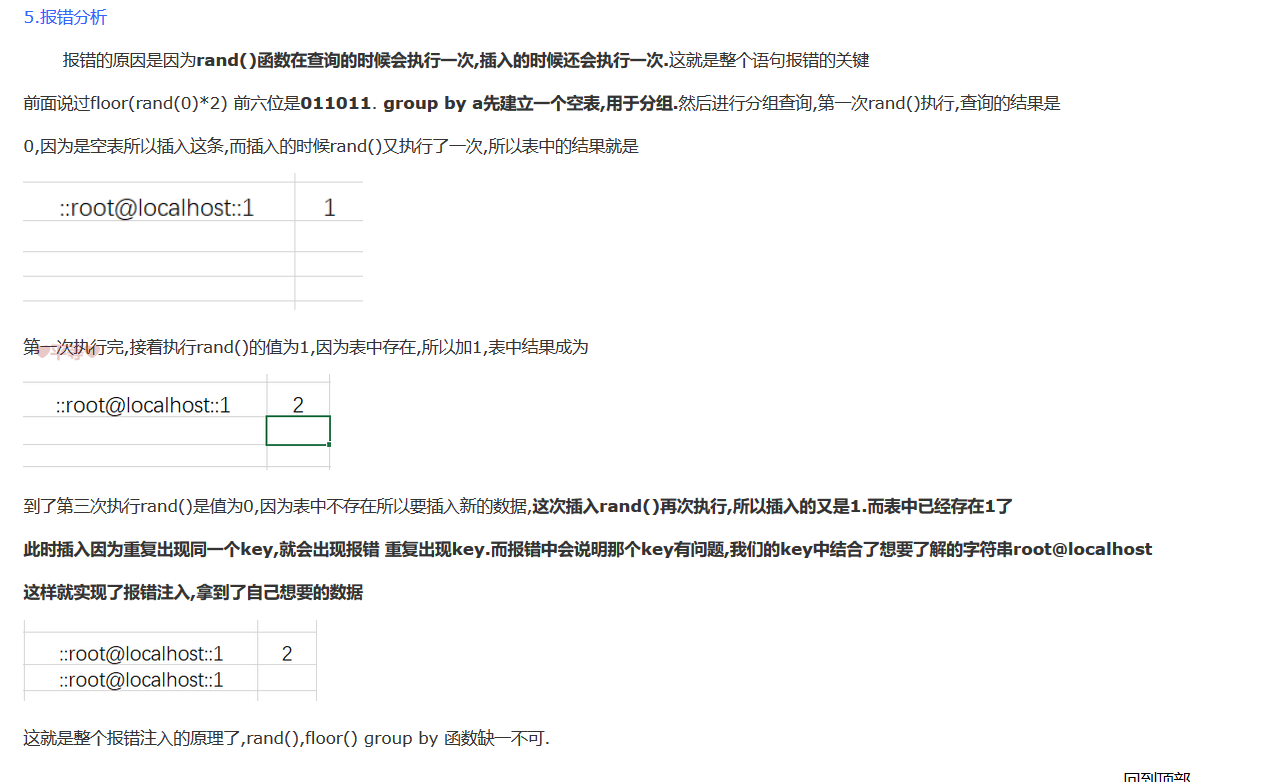 5.报错分析
报错的原因是因为rand()函数在查询的时候会执行一次,插入的时候还会执行一次.这就是整个语句报错的关键
前面说过floor(rand(0)*2) 前六位是011011. group by a先建立一个空表,用于分组.然后进行分组查询,第一次rand()执行,查询的结果是
0,因为是空表所以插入这条,而插入的时候rand()又执行了一次,所以表中的结果就是
::root@localhost::1 1
第一次执行完,接着执行rand()的值为1,因为表中存在,所以加1,表中结果成为
::root@localhost::1 2
到了第三次执行rand()是值为0,因为表中不存在所以要插入新的数据,这次插入rand()再次执行,所以插入的又是1.而表中已经存在1了
此时插入因为重复出现同一个key,就会出现报错 重复出现key.而报错中会说明那个key有问题,我们的key中结合了想要了解的字符串root@localhost
这样就实现了报错注入,拿到了自己想要的数据
::root@localhost::1 2
::root@localhost::1
这就是整个报错注入的原理了,rand(),floor() group by 函数缺一不可.
回到顶部